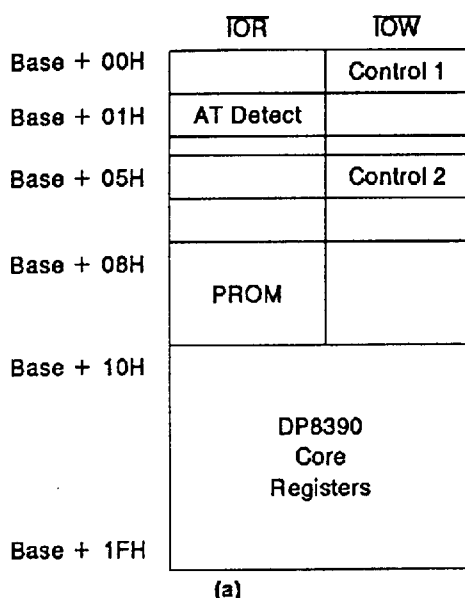 IOR IOW
Base + 00H Control 1
Base + 01H AT Detect
Base + 05H Control 2
Base + 08H
PROM
Base + 10H
DP8390
Core
Registers
Base + 1FH
(a)